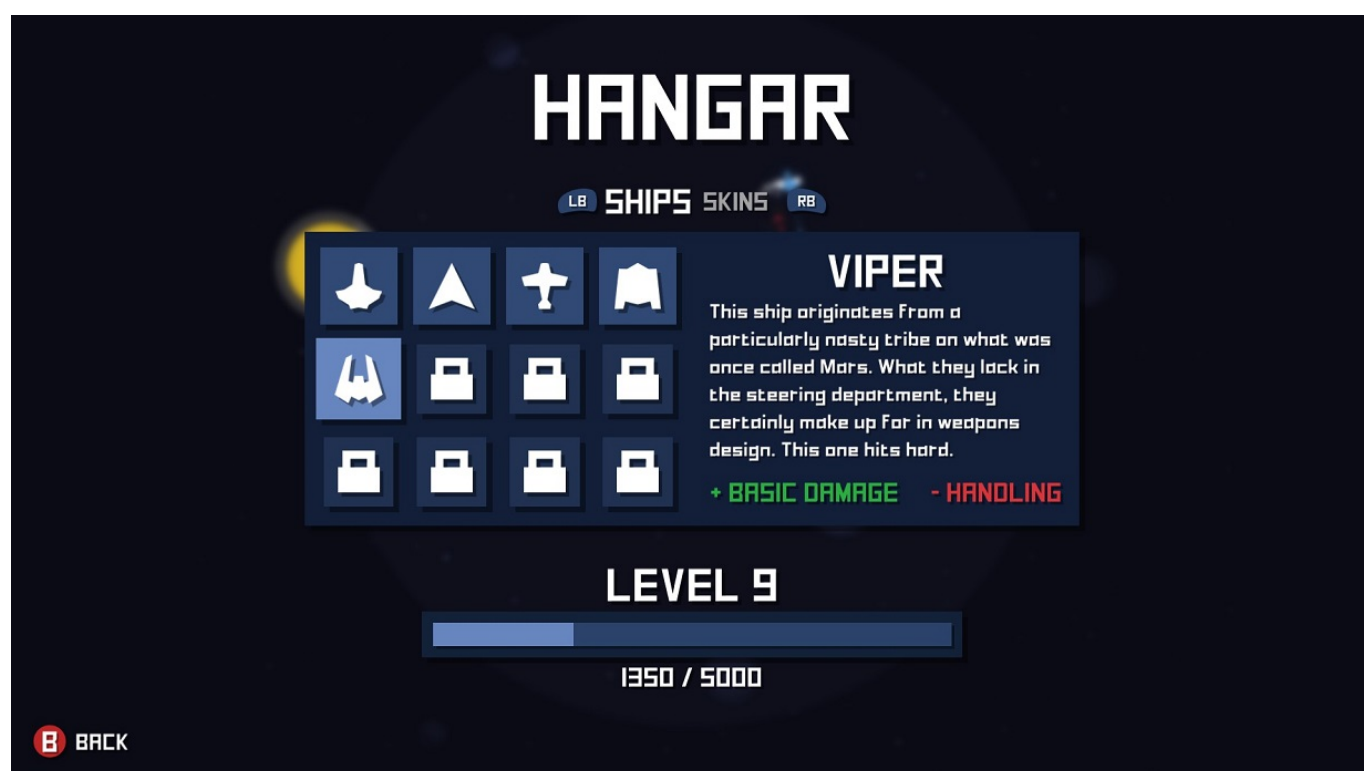 HANGAR
LB SHIPS SKINS RB
VIPER
This ship originates from a
particularly nasty tribe on what was
once called Mars. What they lack in
the steering department, they
certainly make up for in weapons
design. This one hits hard.
+ BASIC DAMAGE - HANDLING
LEVEL 9
1350 / 5000
B BACK